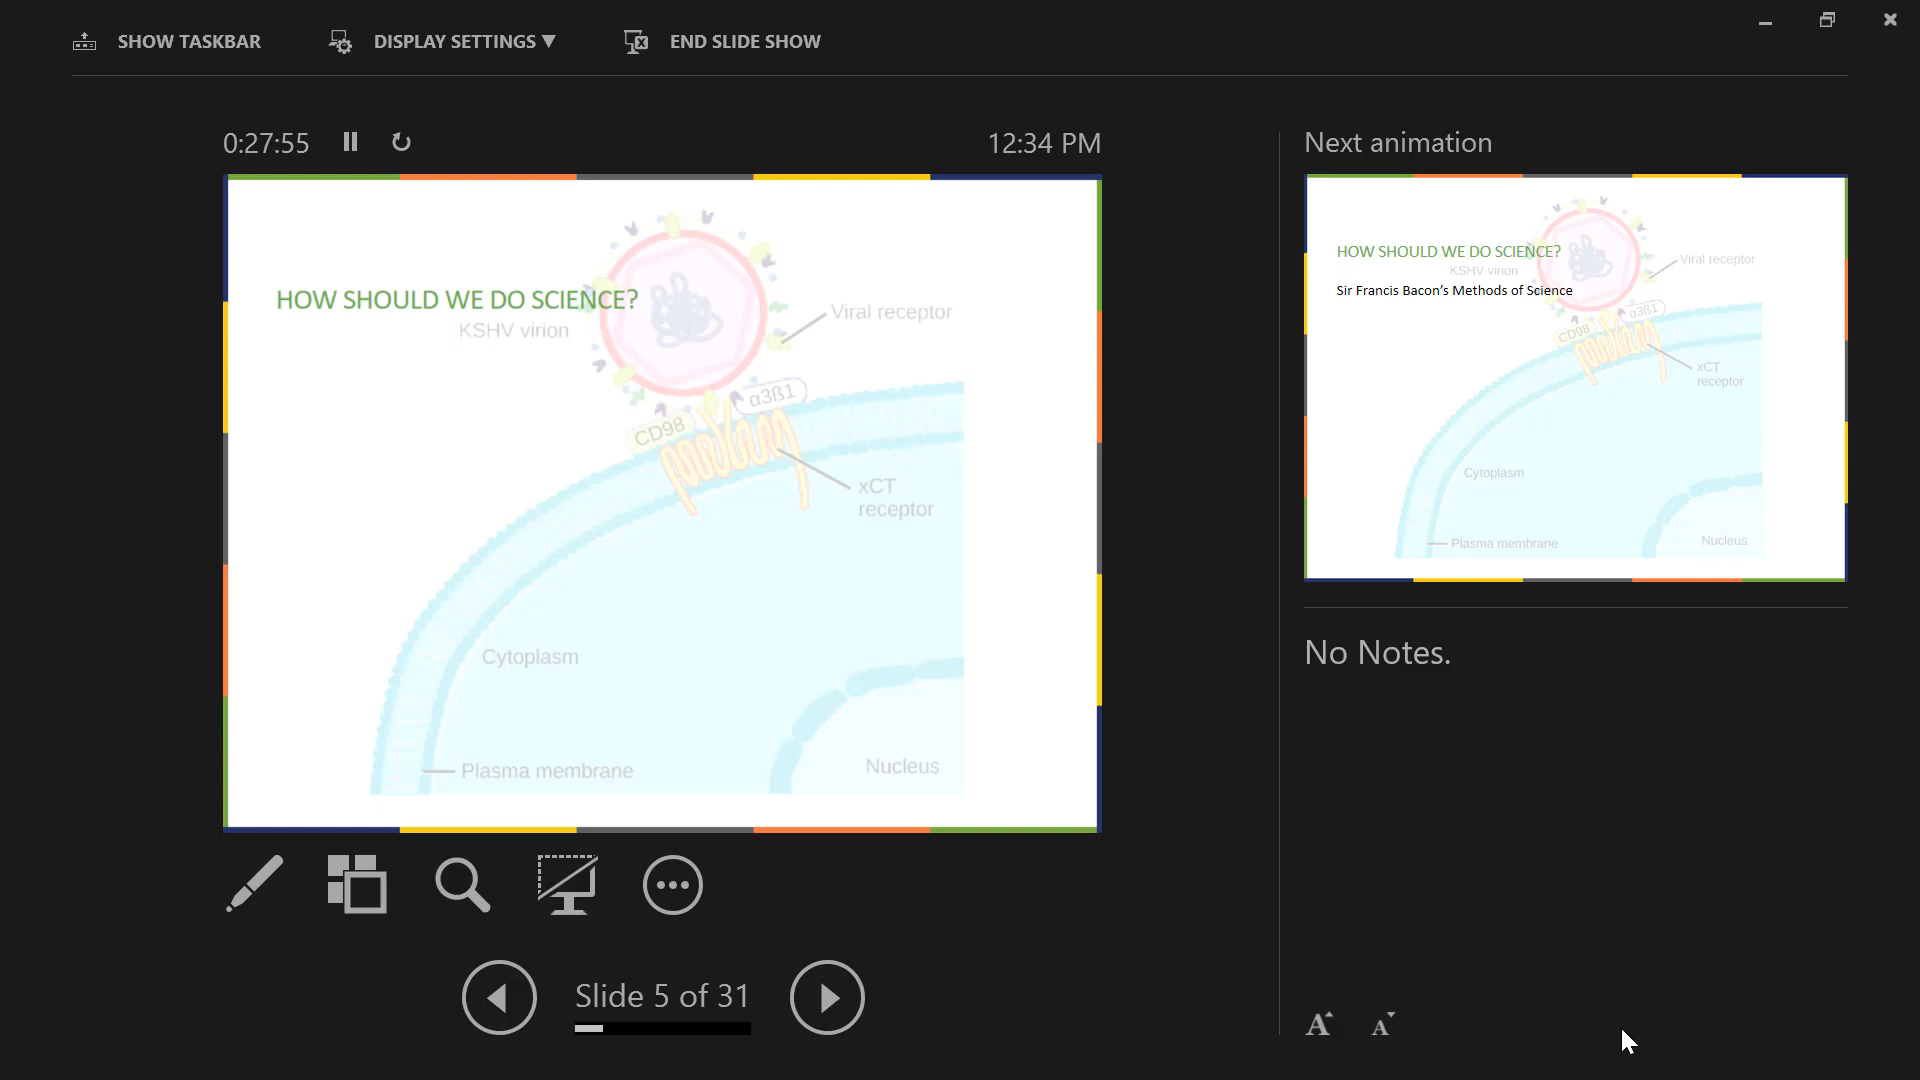 SHOW TASKBAR
DISPLAY SETTINGS ▼
END SLIDE SHOW
0:27:55
12:34 PM
HOW SHOULD WE DO SCIENCE?
KSHV virion
Viral receptor
α3ß1
CD98
xCT
receptor
Cytoplasm
Plasma membrane
Nucleus
Slide 5 of 31
Next animation
HOW SHOULD WE DO SCIENCE?
KSHV virion
Viral receptor
Sir Francis Bacon's Methods of Science
α3ß1
CD98
xCT
receptor
Cytoplasm
Plasma membrane
Nucleus
No Notes.
A A